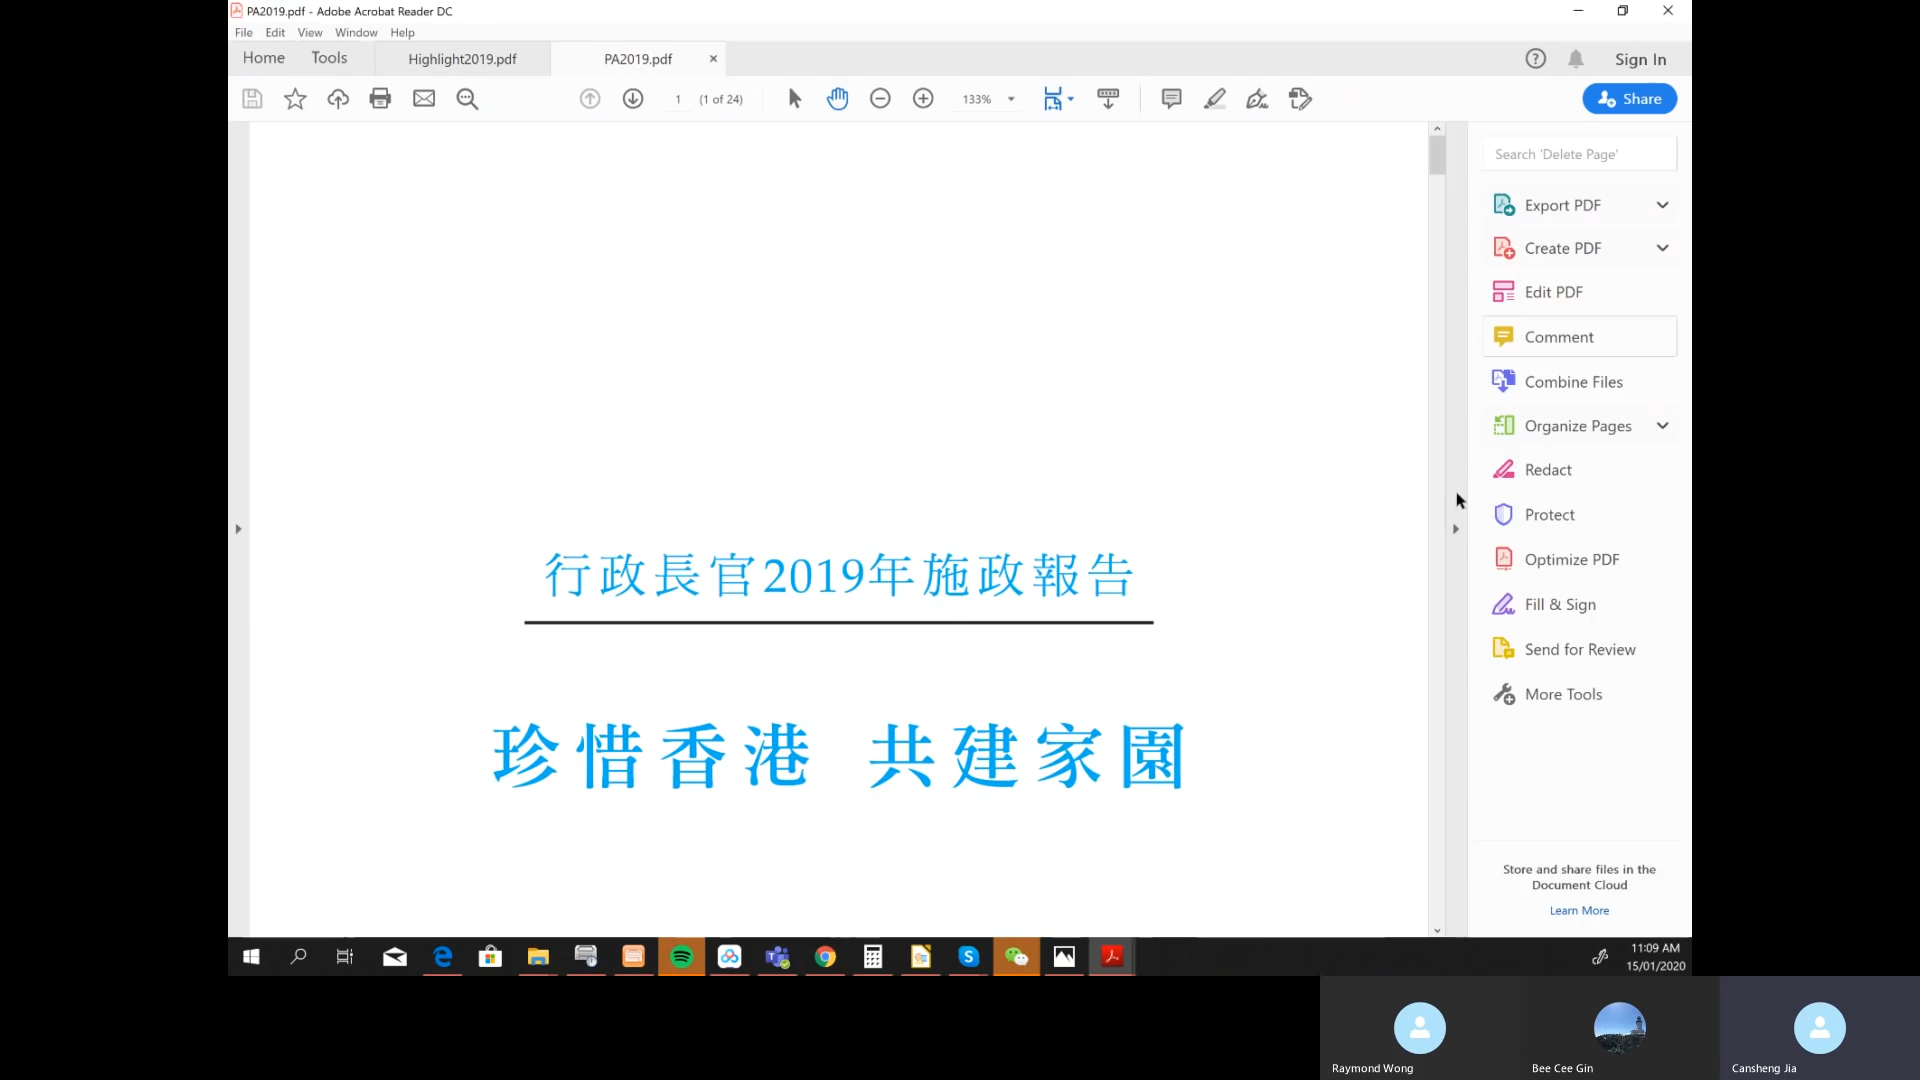 PA2019.pdf - Adobe Acrobat Reader DC
File Edit View Window Help
Home Tools Highlight2019.pdf PA2019.pdf × Sign In
1 (1 of 24) 133% Share
Search 'Delete Page'
Export PDF
Create PDF
Edit PDF
Comment
Combine Files
Organize Pages
Redact
Protect
Optimize PDF
Fill & Sign
Send for Review
More Tools
行政長官2019年施政報告
珍惜香港 共建家園
Store and share files in the
Document Cloud
Learn More
11:09 AM
15/01/2020
Raymond Wong Bee Cee Gin Cansheng Jia